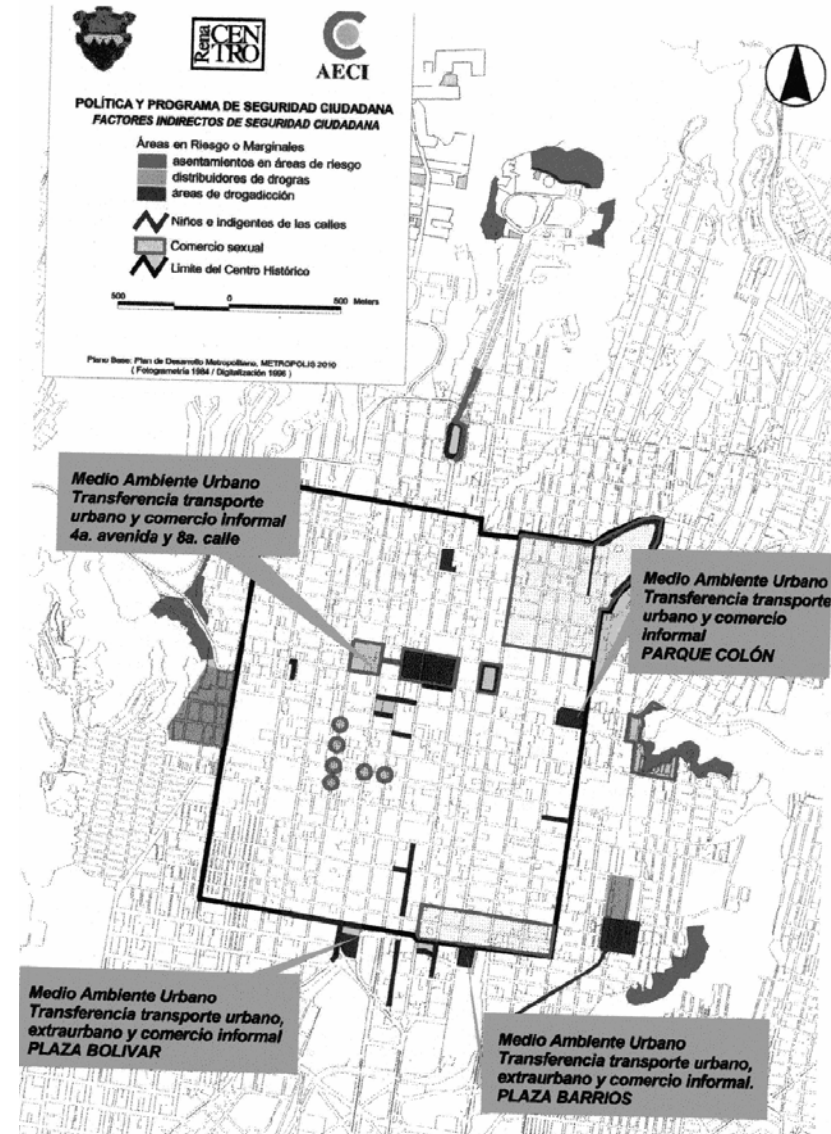 Rena
CEN
TRO
AECI
POLÍTICA Y PROGRAMA DE SEGURIDAD CIUDADANA
FACTORES INDIRECTOS DE SEGURIDAD CIUDADANA
Áreas en Riesgo o Marginales
asentamientos en áreas de riesgo
distribuidores de drogras
áreas de drogadicción
Niños e indigentes de las calles
Comercio sexual
Limite del Centro Histórico
500 0 500 Meters
Plano Base: Plan de Desarrollo Metropolitano, METROPOLIS 2010
( Fotogrametría 1984 / Digitalización 1996 )
Medio Ambiente Urbano
Transferencia transporte
urbano y comercio informal
4a. avenida y 8a. calle
Medio Ambiente Urbano
Transferencia transporte
urbano y comercio
informal
PARQUE COLÓN
Medio Ambiente Urbano
Transferencia transporte urbano,
extraurbano y comercio informal
PLAZA BOLIVAR
Medio Ambiente Urbano
Transferencia transporte urbano,
extraurbano y comercio informal.
PLAZA BARRIOS